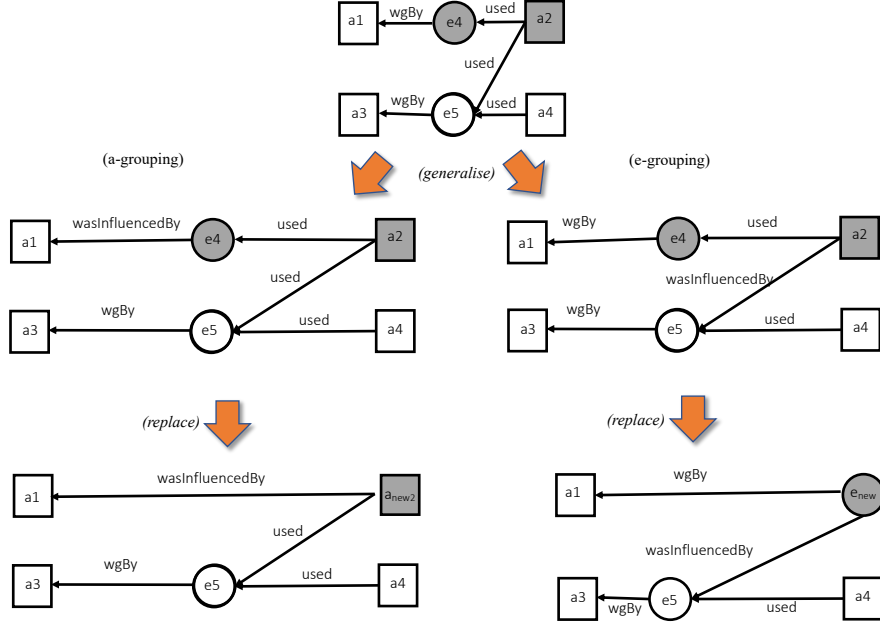 a1 wgBy e4 used a2
used
a3 wgBy e5 used a4
(a-grouping) (generalise) (e-grouping)
a1 wasInfluencedBy e4 used a2
used
a3 wgBy e5 used a4
a1 wgBy e4 used a2
wasInfluencedBy
a3 wgBy e5 used a4
(replace) (replace)
a1 wasInfluencedBy anew2
used
a3 wgBy e5 used a4
a1 wgBy enew
wasInfluencedBy
a3 wgBy e5 used a4